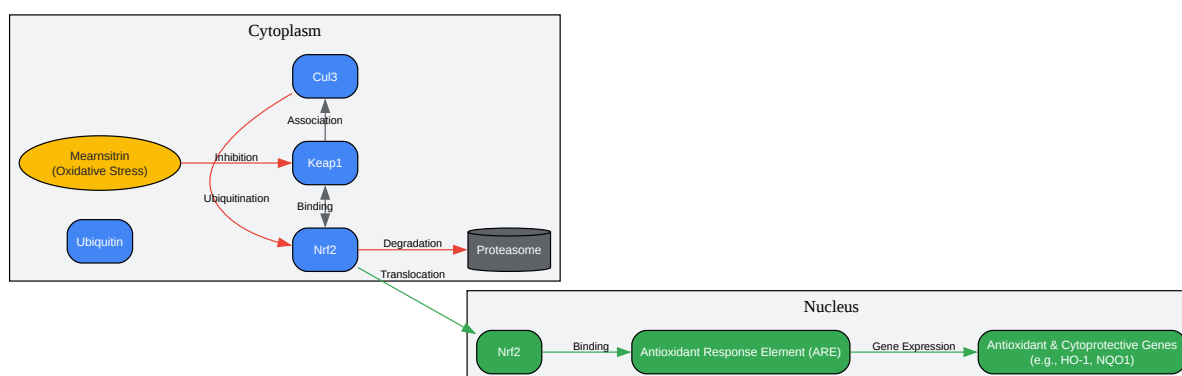 Cytoplasm
Cul3
Association
Mearnsitrin
(Oxidative Stress)
Inhibition
Keap1
Ubiquitination
Binding
Ubiquitin
Nrf2
Degradation
Proteasome
Translocation
Nucleus
Nrf2
Binding
Antioxidant Response Element (ARE)
Gene Expression
Antioxidant & Cytoprotective Genes
(e.g., HO-1, NQO1)